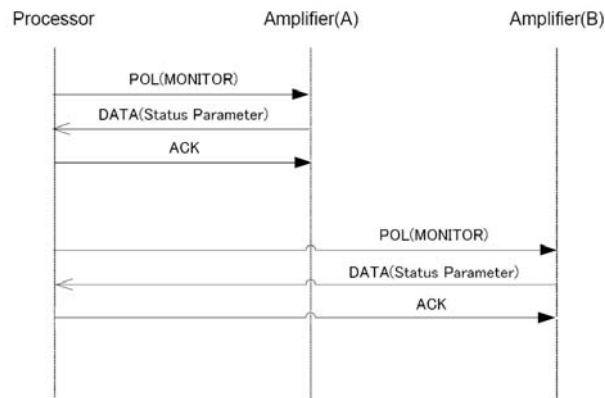 Processor Amplifier(A) Amplifier(B)
POL(MONITOR)
DATA(Status Parameter)
ACK
POL(MONITOR)
DATA(Status Parameter)
ACK